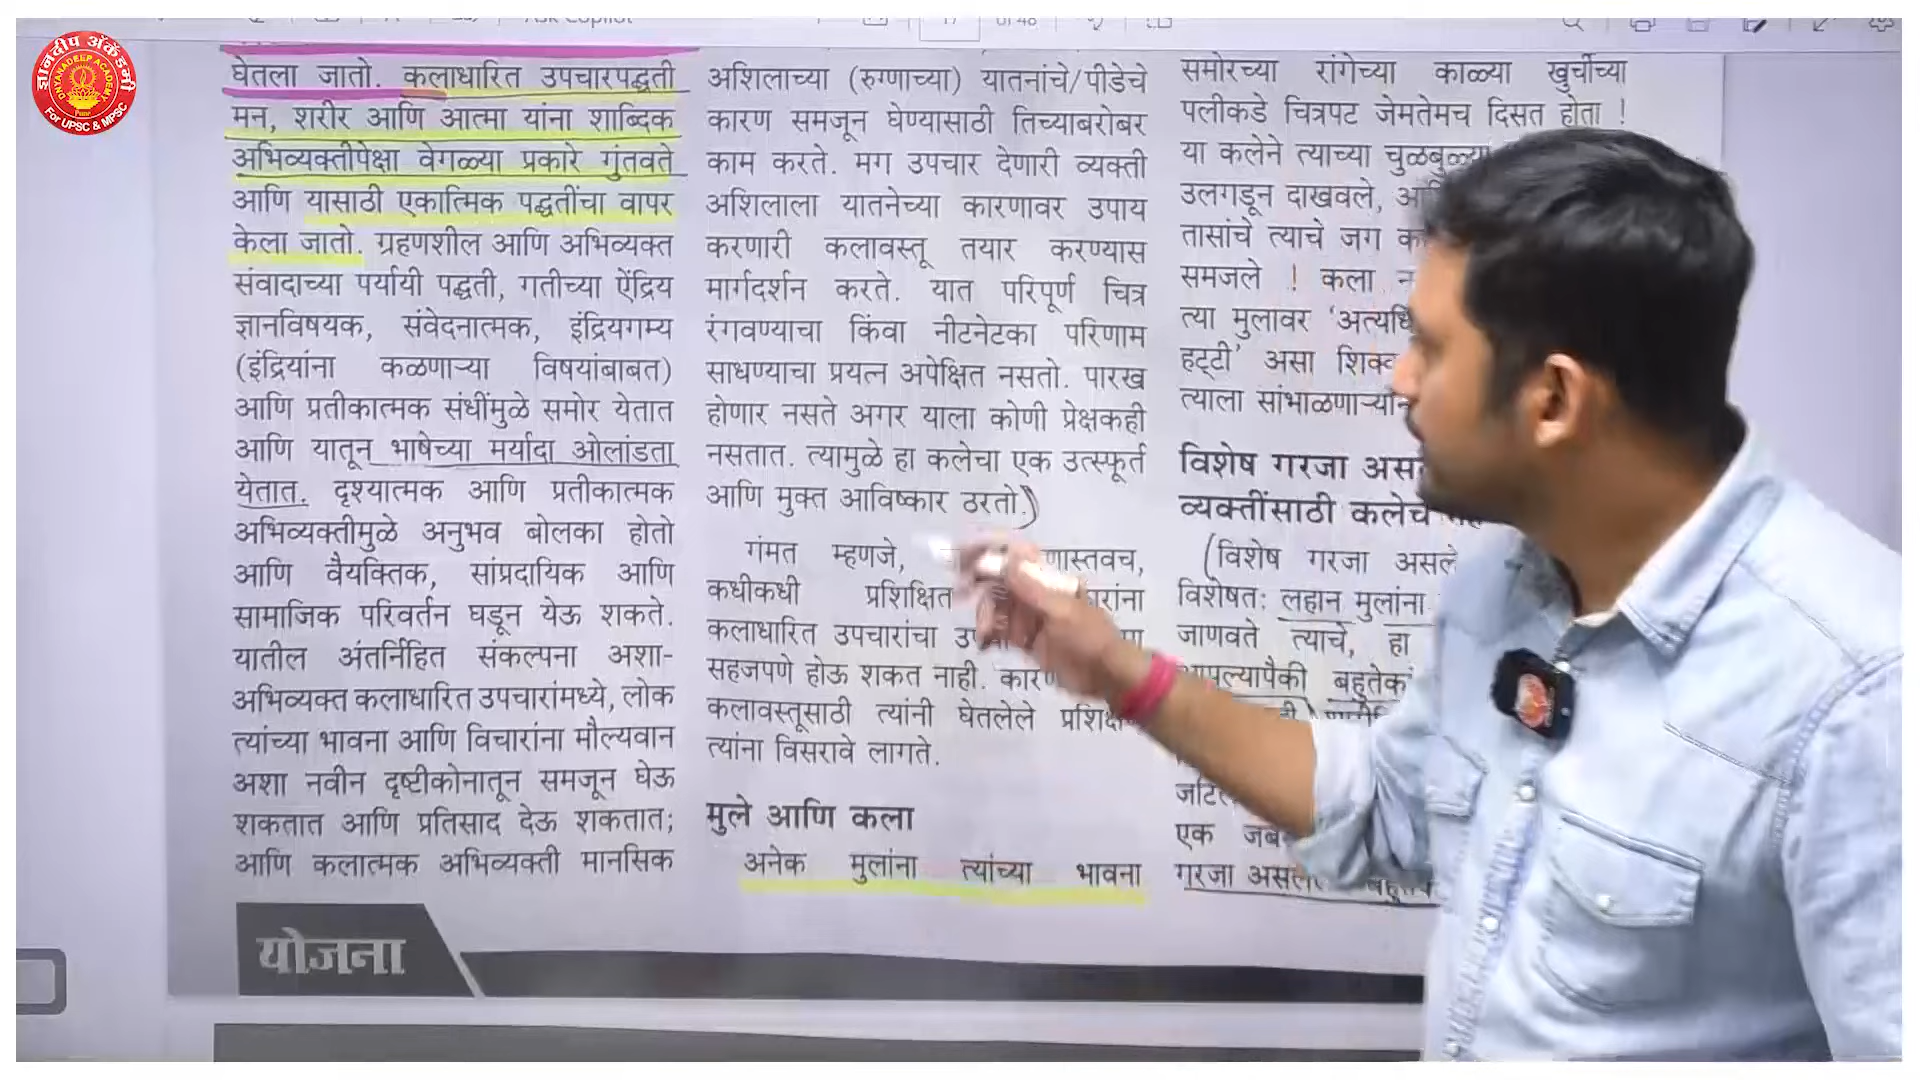 ज्ञानदीप अ‍ॅकॅडमी
DNYANADEEP ACADEMY
Pune
For UPSC & MPSC
घेतला जातो. कलाधारित उपचारपद्धती
मन, शरीर आणि आत्मा यांना शाब्दिक
अभिव्यक्तीपेक्षा वेगळ्या प्रकारे गुंतवते
आणि यासाठी एकात्मिक पद्धतींचा वापर
केला जातो. ग्रहणशील आणि अभिव्यक्त
संवादाच्या पर्यायी पद्धती, गतीच्या ऐंद्रिय
ज्ञानविषयक, संवेदनात्मक, इंद्रियगम्य
(इंद्रियांना कळणाऱ्या विषयांबाबत)
आणि प्रतीकात्मक संधींमुळे समोर येतात
आणि यातून भाषेच्या मर्यादा ओलांडता
येतात. दृश्यात्मक आणि प्रतीकात्मक
अभिव्यक्तीमुळे अनुभव बोलका होतो
आणि वैयक्तिक, सांप्रदायिक आणि
सामाजिक परिवर्तन घडून येऊ शकते.
यातील अंतर्निहित संकल्पना अशा-
अभिव्यक्त कलाधारित उपचारांमध्ये, लोक
त्यांच्या भावना आणि विचारांना मौल्यवान
अशा नवीन दृष्टीकोनातून समजून घेऊ
शकतात आणि प्रतिसाद देऊ शकतात;
आणि कलात्मक अभिव्यक्ती मानसिक
अशिलाच्या (रुग्णाच्या) यातनांचे/पीडेचे
कारण समजून घेण्यासाठी तिच्याबरोबर
काम करते. मग उपचार देणारी व्यक्ती
अशिलाला यातनेच्या कारणावर उपाय
करणारी कलावस्तू तयार करण्यास
मार्गदर्शन करते. यात परिपूर्ण चित्र
रंगवण्याचा किंवा नीटनेटका परिणाम
साधण्याचा प्रयत्न अपेक्षित नसतो. पारख
होणार नसते अगर याला कोणी प्रेक्षकही
नसतात. त्यामुळे हा कलेचा एक उत्स्फूर्त
आणि मुक्त आविष्कार ठरतो.)
गंमत म्हणजे,
कधीकधी प्रशिक्षित
कलाधारित उपचारांचा
सहजपणे होऊ शकत नाही.
कलावस्तूसाठी त्यांनी घेतलेले
त्यांना विसरावे लागते.
मुले आणि कला
अनेक मुलांना त्यांच्या भावना
समोरच्या रांगेच्या काळ्या खुर्चीच्या
पलीकडे चित्रपट जेमतेमच दिसत होता !
या कलेने त्याच्या
उलगडून दाखवले,
तासांचे त्याचे जग
समजले ! कला
त्या मुलावर
हट्टी’ असा
त्याला
विशेष गरजा
व्यक्तींसाठी कलेचे
(विशेष गरजा
विशेषतः लहान मुलांना
जाणवते त्याचे, हा
आपल्यापैकी
एक
गरजा
योजना